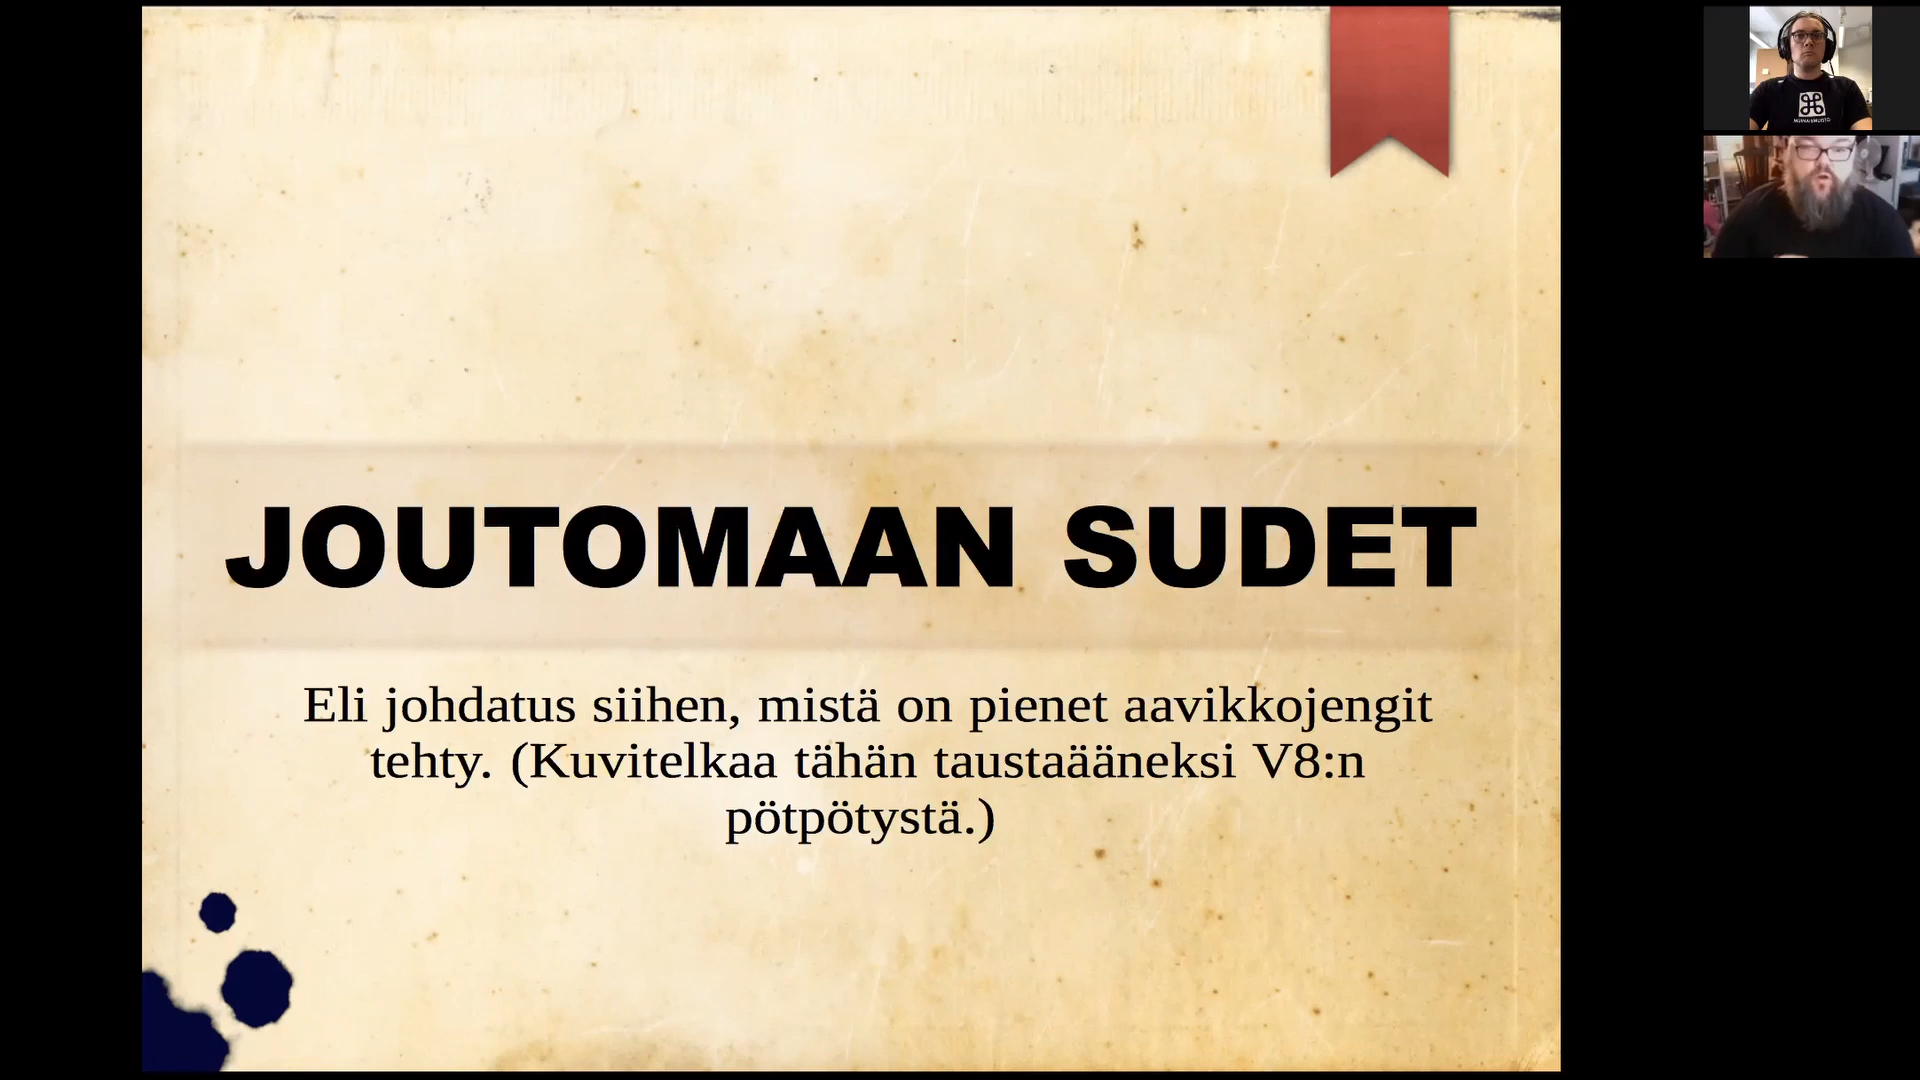 JOUTOMAAN SUDET
Eli johdatus siihen, mistä on pienet aavikkojengit
tehty. (Kuvitelkaa tähän taustaääneksi V8:n
pötpötystä.)